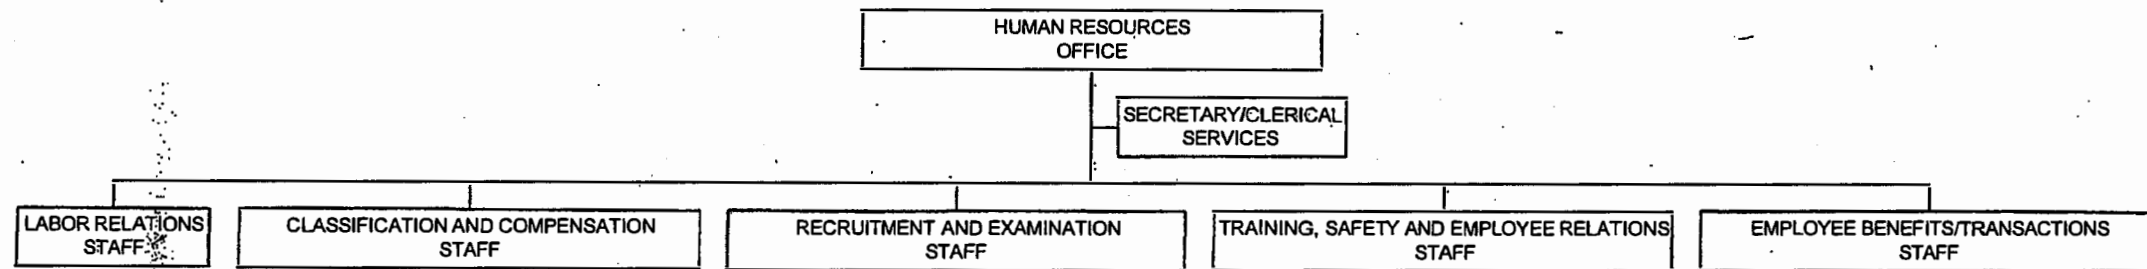 HUMAN RESOURCES
OFFICE
SECRETARY/CLERICAL
SERVICES
LABOR RELATIONS
STAFF
CLASSIFICATION AND COMPENSATION
STAFF
RECRUITMENT AND EXAMINATION
STAFF
TRAINING, SAFETY AND EMPLOYEE RELATIONS
STAFF
EMPLOYEE BENEFITS/TRANSACTIONS
STAFF